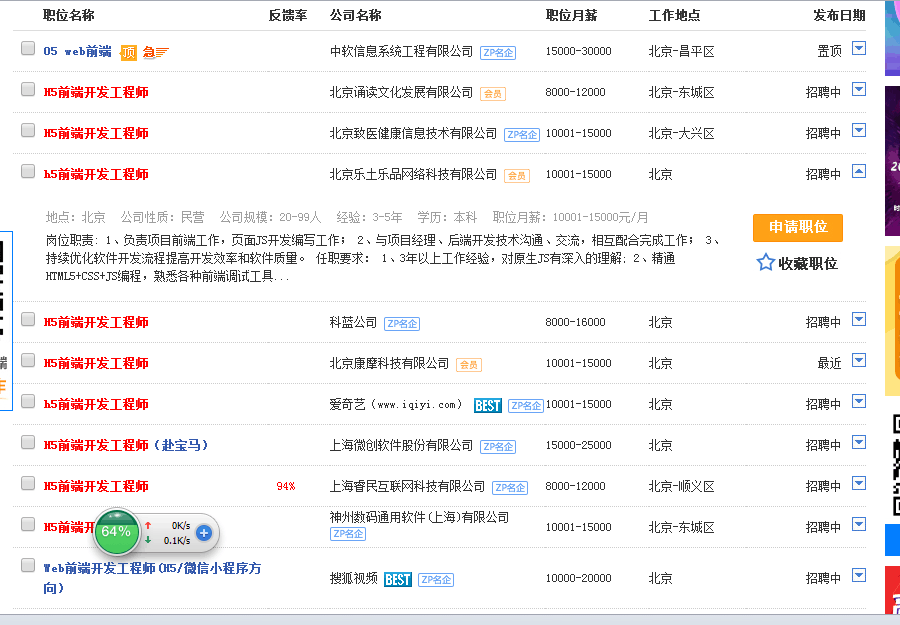 职位名称 反馈率 公司名称 职位月薪 工作地点 发布日期
O5 web前端 顶 急 中软信息系统工程有限公司 ZP名企 15000-30000 北京-昌平区 置顶
H5前端开发工程师 北京诵读文化发展有限公司 会员 8000-12000 北京-东城区 招聘中
H5前端开发工程师 北京致医健康信息技术有限公司 ZP名企 10001-15000 北京-大兴区 招聘中
h5前端开发工程师 北京乐土乐品网络科技有限公司 会员 10001-15000 北京 招聘中
地点：北京 公司性质：民营 公司规模：20-99人 经验：3-5年 学历：本科 职位月薪：10001-15000元/月
申请职位
岗位职责: 1、负责项目前端工作，页面JS开发编写工作； 2、与项目经理、后端开发技术沟通、交流，相互配合完成工作； 3、
持续优化软件开发流程提高开发效率和软件质量。 任职要求： 1、3年以上工作经验，对原生JS有深入的理解; 2、精通
HTML5+CSS+JS编程，熟悉各种前端调试工具...
收藏职位
H5前端开发工程师 科蓝公司 ZP名企 8000-16000 北京 招聘中
H5前端开发工程师 北京康摩科技有限公司 会员 10001-15000 北京 最近
h5前端开发工程师 爱奇艺（www.iqiyi.com） BEST ZP名企 10001-15000 北京 招聘中
H5前端开发工程师（赴宝马） 上海微创软件股份有限公司 ZP名企 15000-25000 北京 招聘中
H5前端开发工程师 94% 上海睿民互联网科技有限公司 ZP名企 8000-12000 北京-顺义区 招聘中
H5前端开 神州数码通用软件(上海)有限公司 10001-15000 北京-东城区 招聘中
ZP名企
64% 0K/s
0.1K/s
Web前端开发工程师(H5/微信小程序方
向） 搜狐视频 BEST ZP名企 10000-20000 北京 招聘中